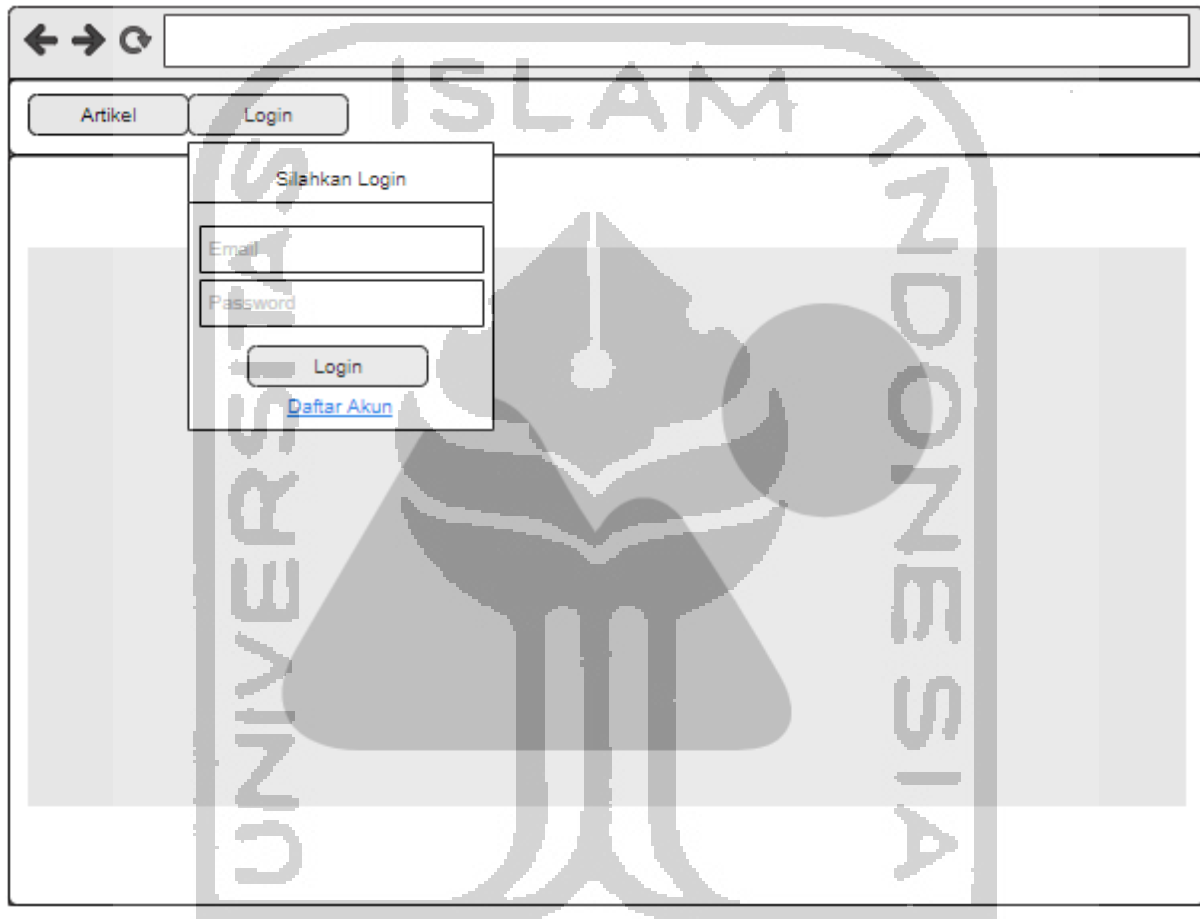 ISLAM
Artikel Login
UNIVERSITAS
INDONESIA
Silahkan Login
Email
Password
Login
Daftar Akun